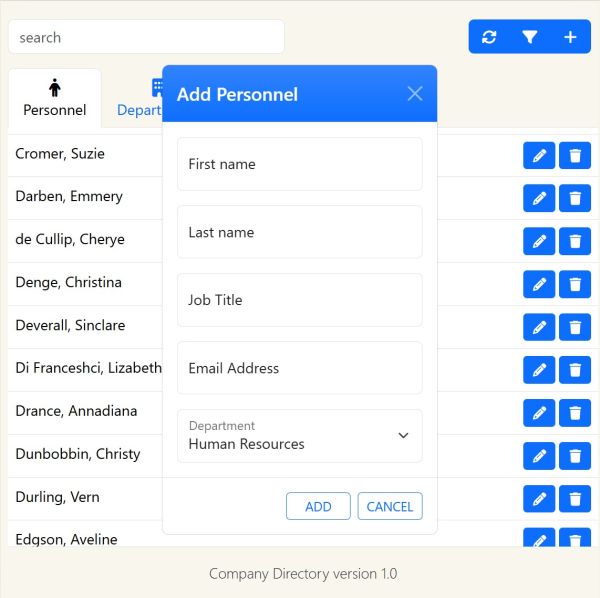 search
Personnel
Depart
Add Personnel
First name
Last name
Job Title
Email Address
Department
Human Resources
ADD
CANCEL
Cromer, Suzie
Darben, Emmery
de Cullip, Cherye
Denge, Christina
Deverall, Sinclare
Di Franceshci, Lizabeth
Drance, Annadiana
Dunbobbin, Christy
Durling, Vern
Edgson, Aveline
Company Directory version 1.0